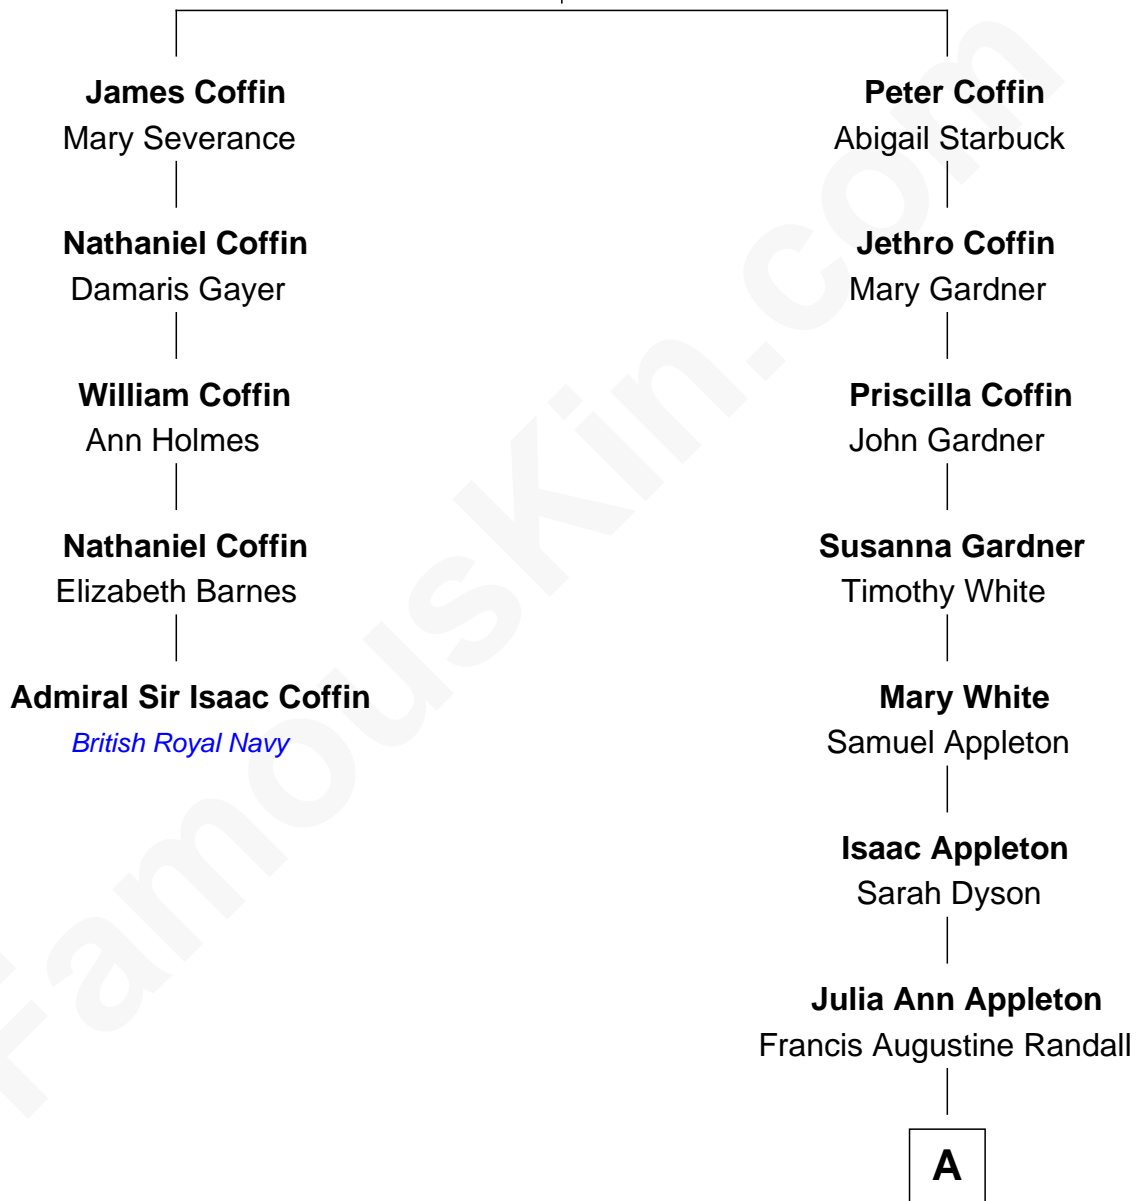 James Coffin
Mary Severance
Nathaniel Coffin
Damaris Gayer
William Coffin
Ann Holmes
Nathaniel Coffin
Elizabeth Barnes
Admiral Sir Isaac Coffin
British Royal Navy
Peter Coffin
Abigail Starbuck
Jethro Coffin
Mary Gardner
Priscilla Coffin
John Gardner
Susanna Gardner
Timothy White
Mary White
Samuel Appleton
Isaac Appleton
Sarah Dyson
Julia Ann Appleton
Francis Augustine Randall
A
FamousKin.com